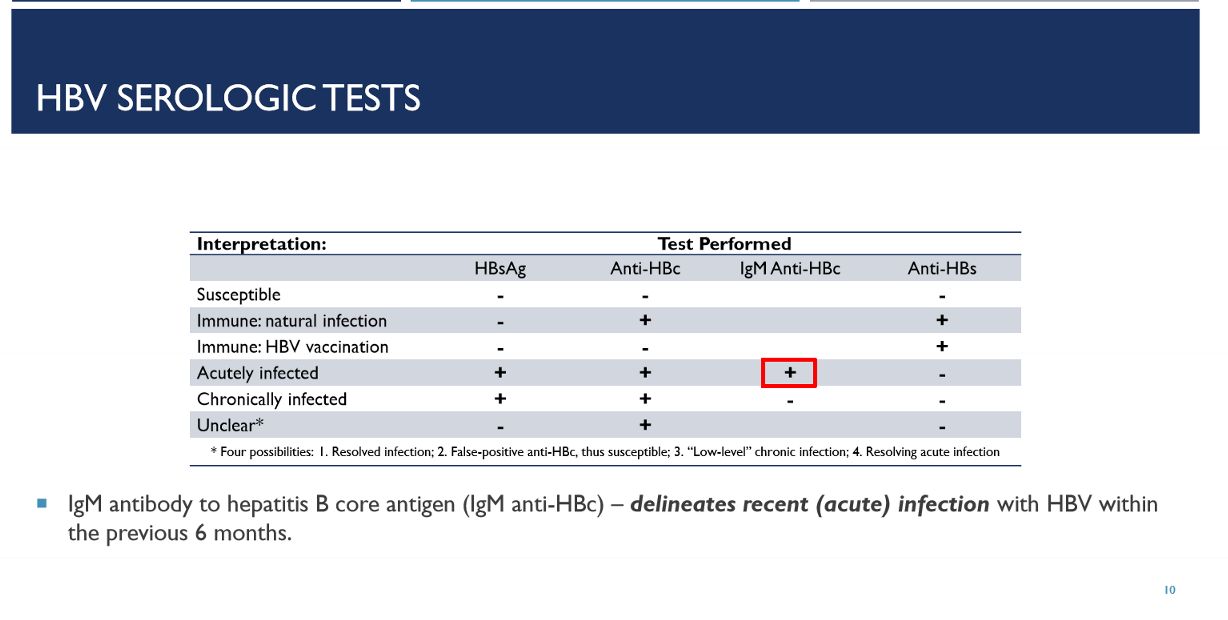 HBV SEROLOGIC TESTS
Interpretation: Test Performed
HBsAg Anti-HBc IgM Anti-HBc Anti-HBs
Susceptible - - -
Immune: natural infection - + +
Immune: HBV vaccination - - +
Acutely infected + + + -
Chronically infected + + - -
Unclear* - + -
* Four possibilities: 1. Resolved infection; 2. False-positive anti-HBc, thus susceptible; 3. “Low-level” chronic infection; 4. Resolving acute infection
IgM antibody to hepatitis B core antigen (IgM anti-HBc) – delineates recent (acute) infection with HBV within
the previous 6 months.
10